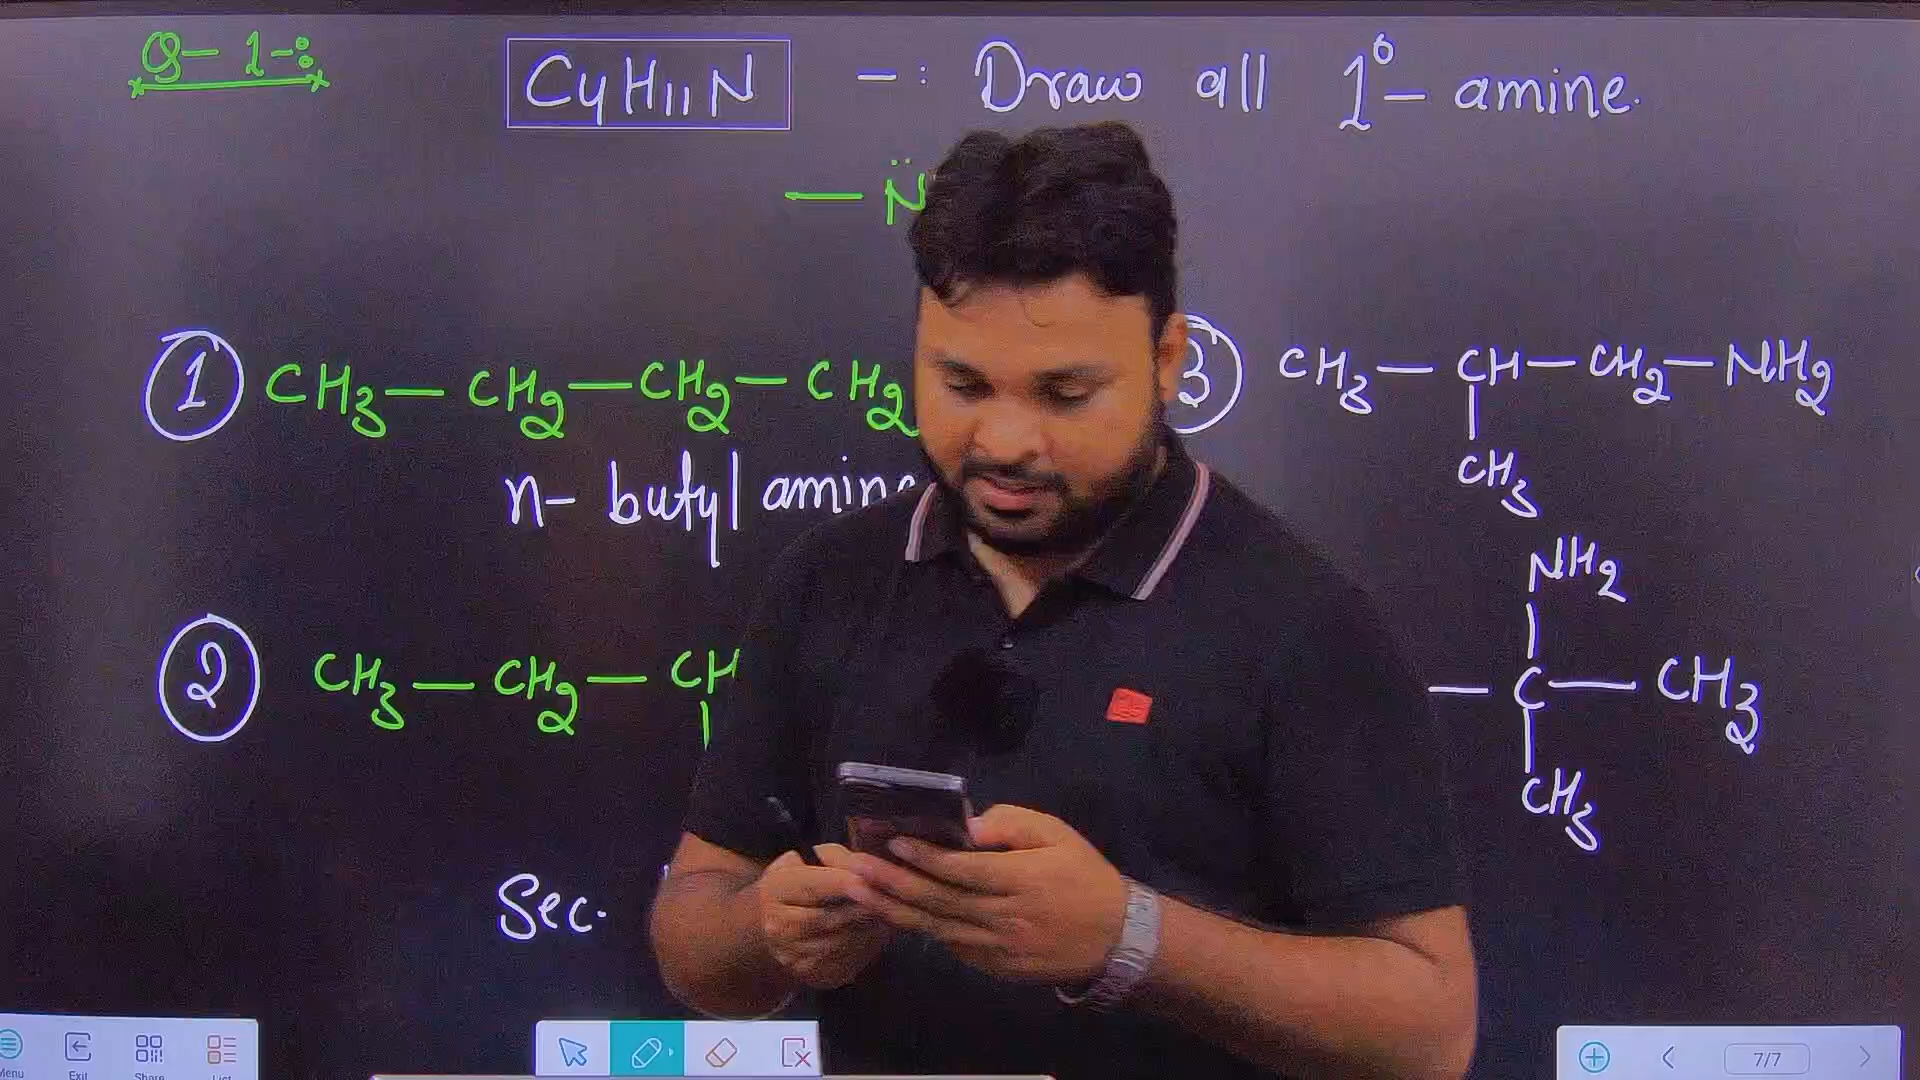 Q-1-:
C4H11N -: Draw all 1°- amine.
— N̈
1 CH3 — CH2 — CH2 — CH2
n- butyl amine
3 CH3 — CH — CH2 — NH2
|
CH3
2 CH3 — CH2 — CH
|
NH2
|
— C — CH3
|
CH3
Sec.
Menu Exit Share List
7/7